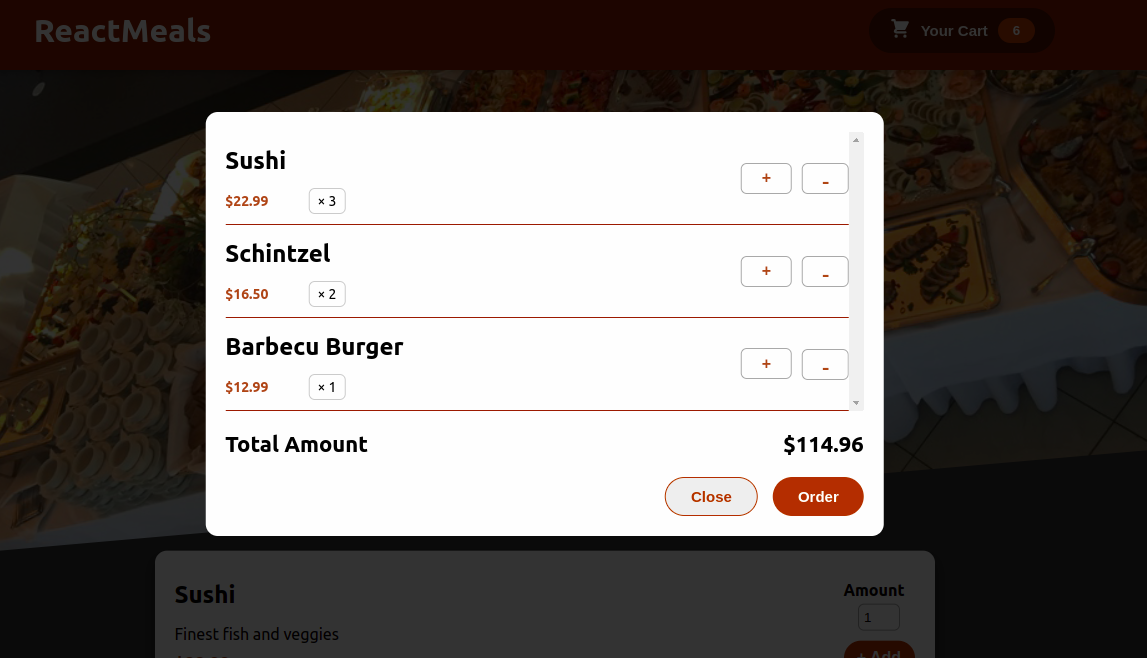 ReactMeals
Your Cart 6
Sushi
+ -
$22.99 × 3
Schintzel
+ -
$16.50 × 2
Barbecu Burger
+ -
$12.99 × 1
Total Amount $114.96
Close Order
Sushi
Amount
1
Finest fish and veggies
+ Add